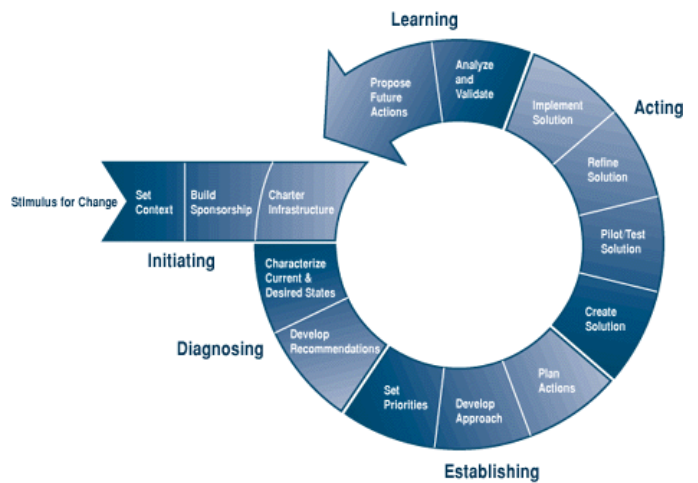 Learning
Analyze
and
Validate
Propose
Future
Actions
Implement
Solution
Acting
Refine
Solution
Pilot/Test
Solution
Create
Solution
Stimulus for Change
Set
Context
Build
Sponsorship
Charter
Infrastructure
Initiating
Characterize
Current &
Desired States
Diagnosing
Develop
Recommendations
Set
Priorities
Develop
Approach
Plan
Actions
Establishing